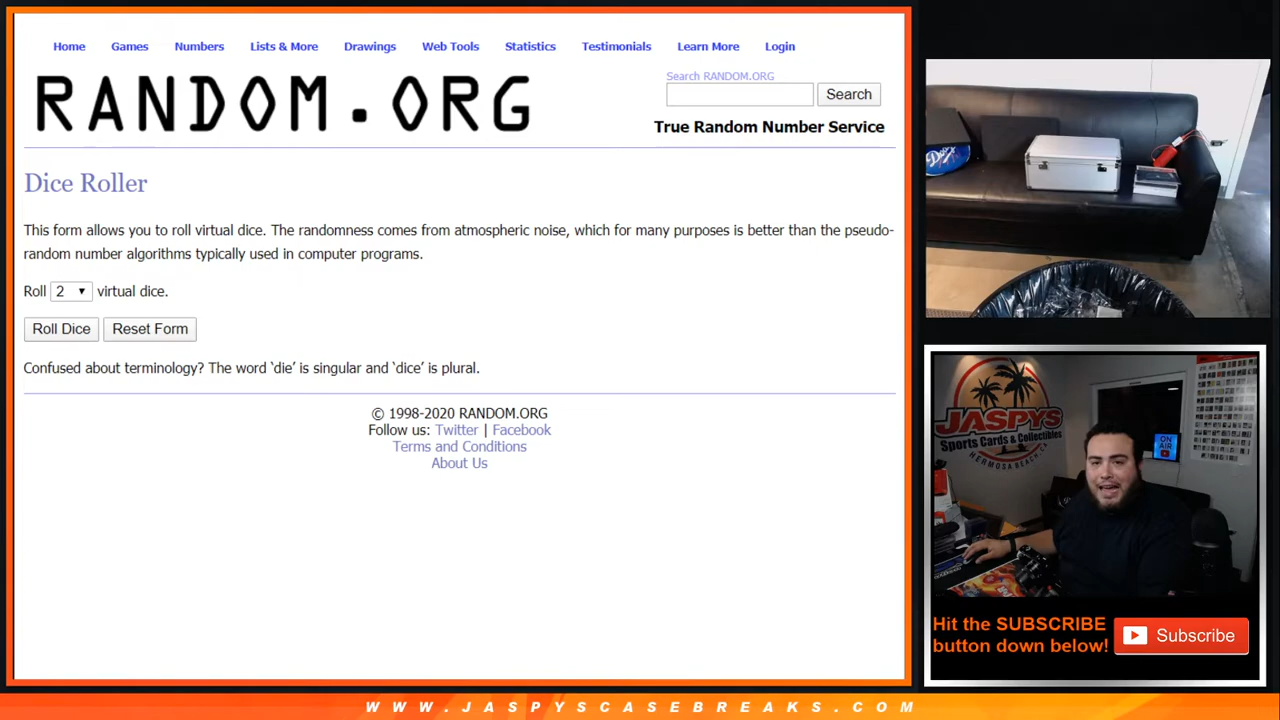 Home Games Numbers Lists & More Drawings Web Tools Statistics Testimonials Learn More Login
RANDOM.ORG
Search RANDOM.ORG
Search
True Random Number Service
Dice Roller
This form allows you to roll virtual dice. The randomness comes from atmospheric noise, which for many purposes is better than the pseudo-
random number algorithms typically used in computer programs.
Roll 2 virtual dice.
Roll Dice Reset Form
Confused about terminology? The word ‘die’ is singular and ‘dice’ is plural.
© 1998-2020 RANDOM.ORG
Follow us: Twitter | Facebook
Terms and Conditions
About Us
JASPYS
Sports Cards & Collectibles
HERMOSA BEACH, CA
ON AIR
Hit the SUBSCRIBE
button down below!
Subscribe
WWW.JASPYSCASEBREAKS.COM